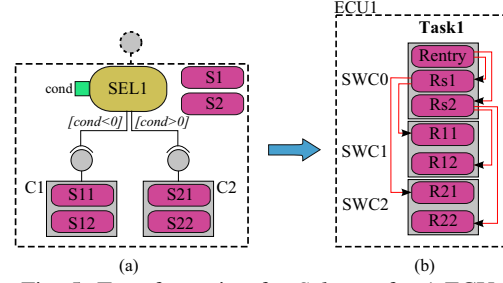 ECU1
Task1
cond
SEL1
S1
S2
[cond<0]
[cond>0]
C1
S11
S12
S21
S22
C2
SWC0
Rentry
Rs1
Rs2
SWC1
R11
R12
SWC2
R21
R22
(a)
(b)